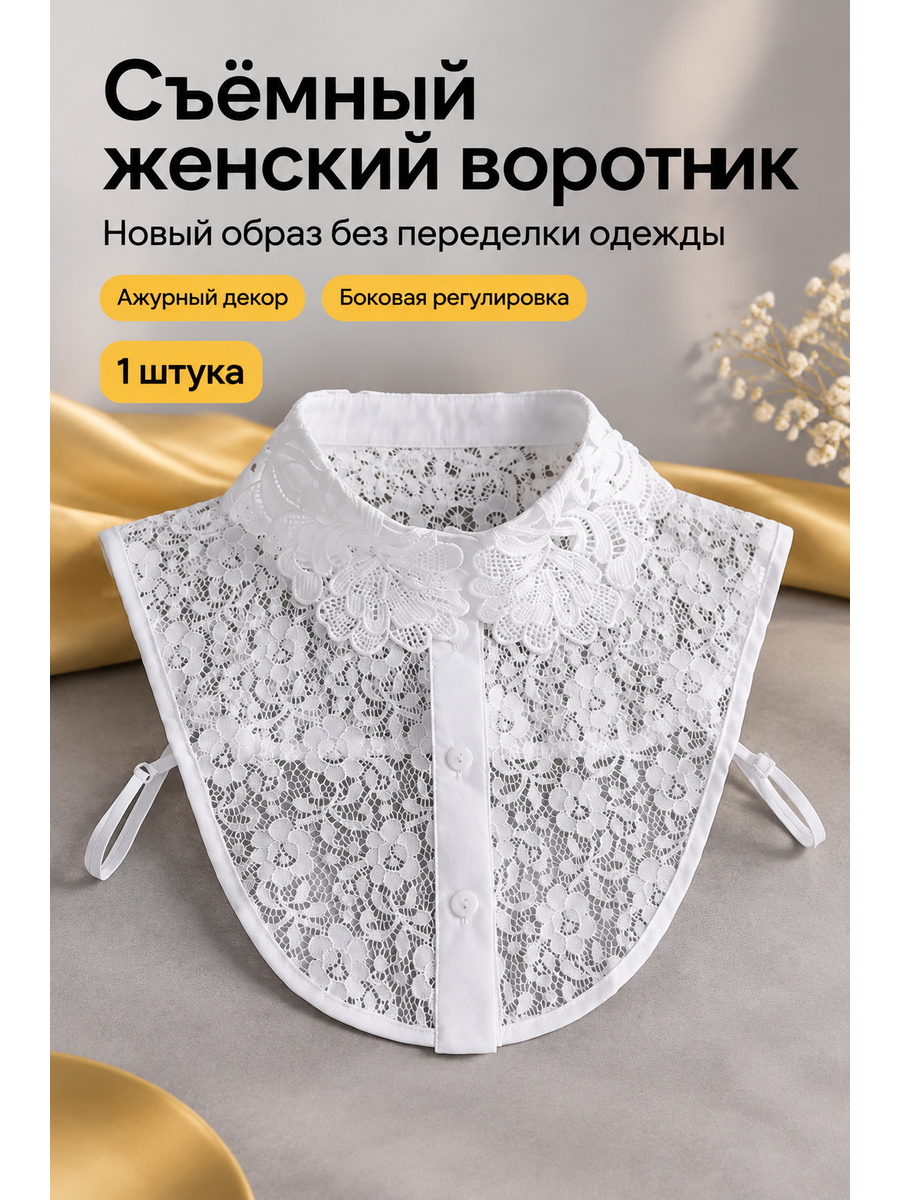 Съёмный
женский воротник
Новый образ без переделки одежды
Ажурный декор
Боковая регулировка
1 штука